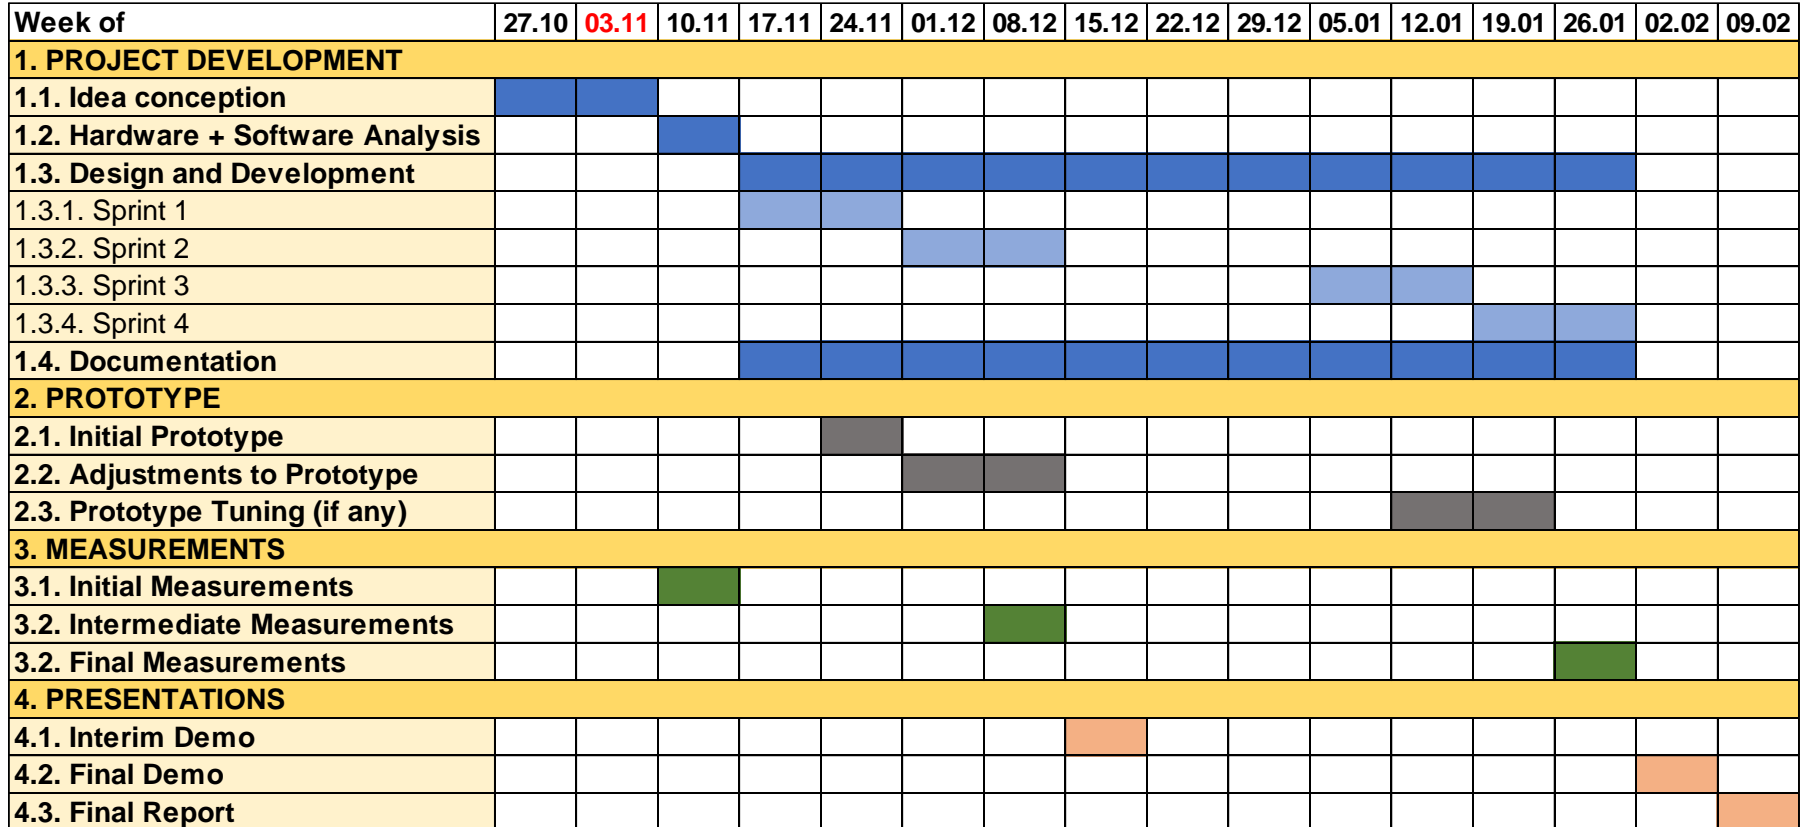 Week of 27.10 03.11 10.11 17.11 24.11 01.12 08.12 15.12 22.12 29.12 05.01 12.01 19.01 26.01 02.02 09.02
1. PROJECT DEVELOPMENT
1.1. Idea conception
1.2. Hardware + Software Analysis
1.3. Design and Development
1.3.1. Sprint 1
1.3.2. Sprint 2
1.3.3. Sprint 3
1.3.4. Sprint 4
1.4. Documentation
2. PROTOTYPE
2.1. Initial Prototype
2.2. Adjustments to Prototype
2.3. Prototype Tuning (if any)
3. MEASUREMENTS
3.1. Initial Measurements
3.2. Intermediate Measurements
3.2. Final Measurements
4. PRESENTATIONS
4.1. Interim Demo
4.2. Final Demo
4.3. Final Report